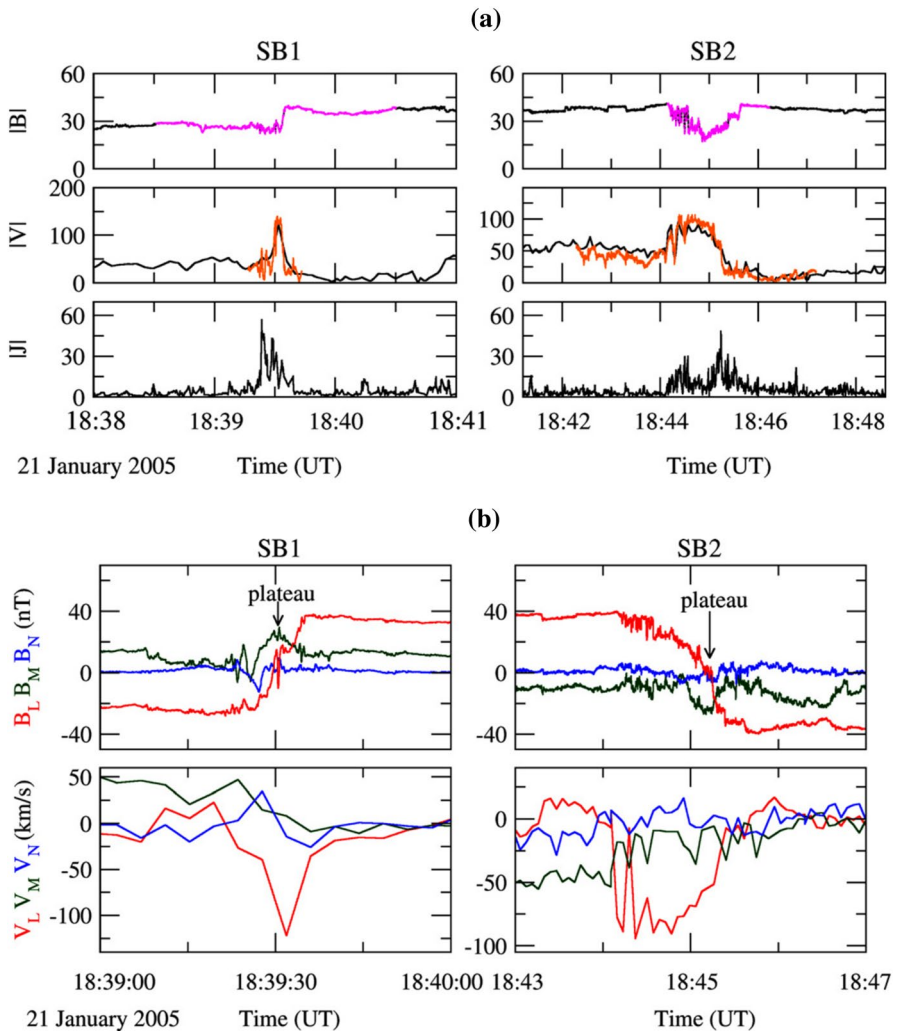 (a)
SB1 SB2
60 60
|B| 30 30
0 0
200
150 100
|V| 100
50 50
0 0
60 60
|J| 30 30
0 0
18:38 18:39 18:40 18:41 18:42 18:44 18:46 18:48
21 January 2005 Time (UT) Time (UT)
(b)
SB1 SB2
plateau plateau
B_L B_M B_N (nT)
40 40
0 0
-40 -40
V_L V_M V_N (km/s)
50
0 0
-50 -50
-100 -100
18:39:00 18:39:30 18:40:00 18:43 18:45 18:47
21 January 2005 Time (UT) Time (UT)